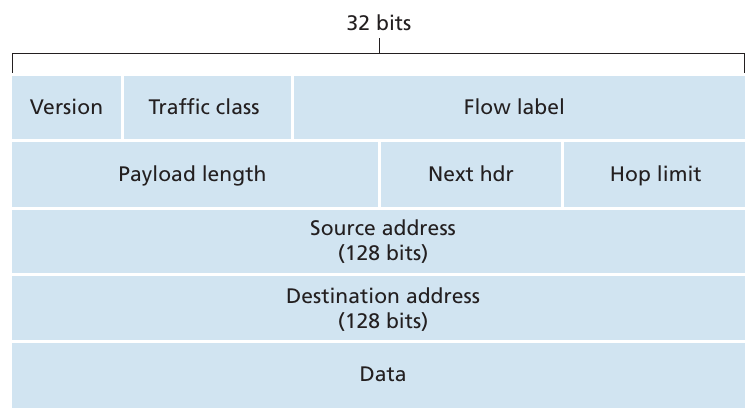 32 bits
Version Traffic class Flow label
Payload length Next hdr Hop limit
Source address
(128 bits)
Destination address
(128 bits)
Data